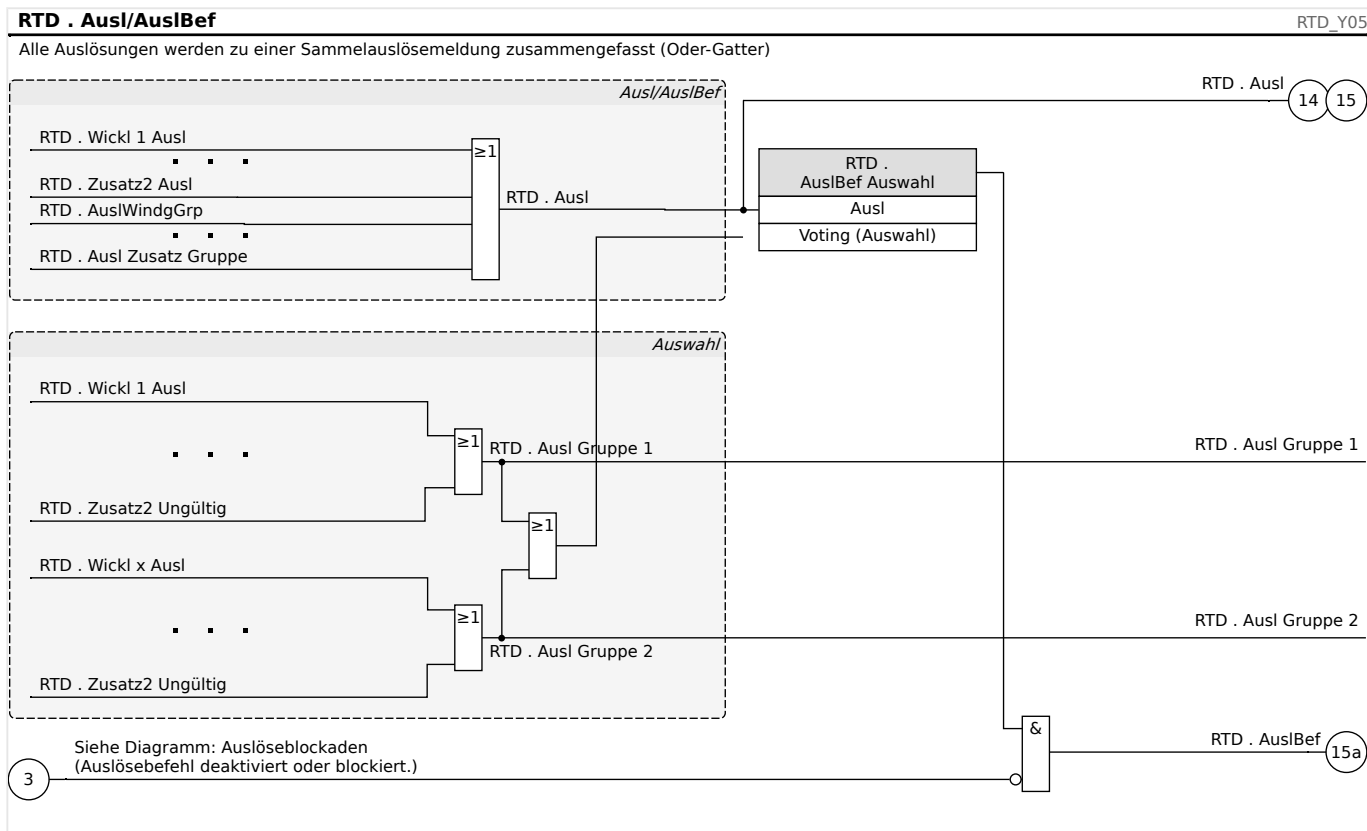 RTD . Ausl/AuslBef
RTD_Y05
Alle Auslösungen werden zu einer Sammelauslösemeldung zusammengefasst (Oder-Gatter)
Ausl/AuslBef
RTD . Ausl
14
15
RTD . Wickl 1 Ausl
≥1
RTD .
AuslBef Auswahl
RTD . Zusatz2 Ausl
RTD . Ausl
Ausl
RTD . AuslWindgGrp
Voting (Auswahl)
RTD . Ausl Zusatz Gruppe
Auswahl
RTD . Wickl 1 Ausl
≥1
RTD . Ausl Gruppe 1
RTD . Ausl Gruppe 1
RTD . Zusatz2 Ungültig
≥1
RTD . Wickl x Ausl
≥1
RTD . Ausl Gruppe 2
RTD . Ausl Gruppe 2
RTD . Zusatz2 Ungültig
&
Siehe Diagramm: Auslöseblockaden
(Auslösebefehl deaktiviert oder blockiert.)
3
RTD . AuslBef
15a